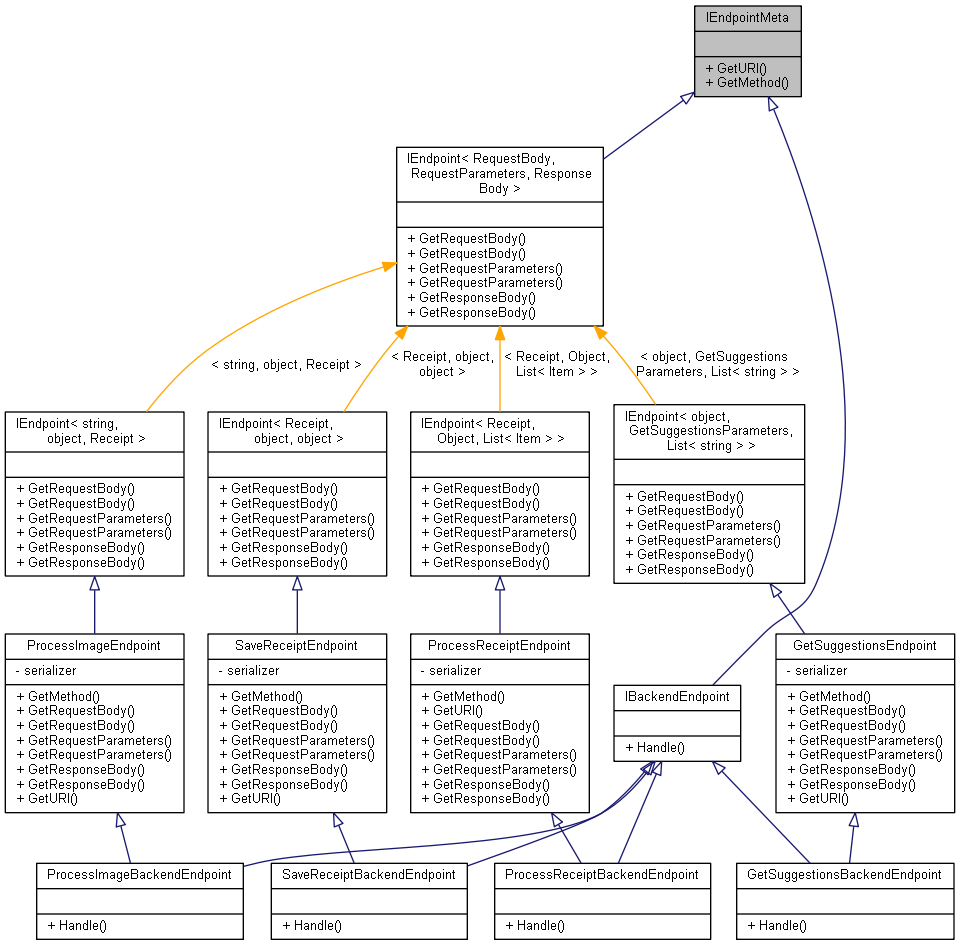 IEndpointMeta
+ GetURI()
+ GetMethod()
IEndpoint< RequestBody,
RequestParameters, Response
Body >
+ GetRequestBody()
+ GetRequestBody()
+ GetRequestParameters()
+ GetRequestParameters()
+ GetResponseBody()
+ GetResponseBody()
< string, object, Receipt >
< Receipt, object,
object >
< Receipt, Object,
List< Item > >
< object, GetSuggestions
Parameters, List< string > >
IEndpoint< string,
object, Receipt >
+ GetRequestBody()
+ GetRequestBody()
+ GetRequestParameters()
+ GetRequestParameters()
+ GetResponseBody()
+ GetResponseBody()
IEndpoint< Receipt,
object, object >
+ GetRequestBody()
+ GetRequestBody()
+ GetRequestParameters()
+ GetRequestParameters()
+ GetResponseBody()
+ GetResponseBody()
IEndpoint< Receipt,
Object, List< Item > >
+ GetRequestBody()
+ GetRequestBody()
+ GetRequestParameters()
+ GetRequestParameters()
+ GetResponseBody()
+ GetResponseBody()
IEndpoint< object,
GetSuggestionsParameters,
List< string > >
+ GetRequestBody()
+ GetRequestBody()
+ GetRequestParameters()
+ GetRequestParameters()
+ GetResponseBody()
+ GetResponseBody()
ProcessImageEndpoint
- serializer
+ GetMethod()
+ GetRequestBody()
+ GetRequestBody()
+ GetRequestParameters()
+ GetRequestParameters()
+ GetResponseBody()
+ GetResponseBody()
+ GetURI()
SaveReceiptEndpoint
- serializer
+ GetMethod()
+ GetRequestBody()
+ GetRequestBody()
+ GetRequestParameters()
+ GetRequestParameters()
+ GetResponseBody()
+ GetResponseBody()
+ GetURI()
ProcessReceiptEndpoint
- serializer
+ GetMethod()
+ GetURI()
+ GetRequestBody()
+ GetRequestBody()
+ GetRequestParameters()
+ GetRequestParameters()
+ GetResponseBody()
+ GetResponseBody()
IBackendEndpoint
+ Handle()
GetSuggestionsEndpoint
- serializer
+ GetMethod()
+ GetRequestBody()
+ GetRequestBody()
+ GetRequestParameters()
+ GetRequestParameters()
+ GetResponseBody()
+ GetResponseBody()
+ GetURI()
ProcessImageBackendEndpoint
+ Handle()
SaveReceiptBackendEndpoint
+ Handle()
ProcessReceiptBackendEndpoint
+ Handle()
GetSuggestionsBackendEndpoint
+ Handle()